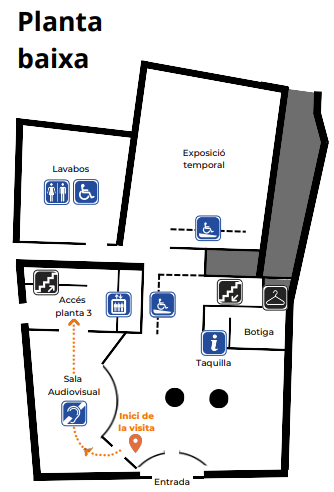 Planta
baixa
Exposició
temporal
Lavabos
Accés
planta 3
Botiga
Taquilla
Sala
Audiovisual
Inici de
la visita
Entrada